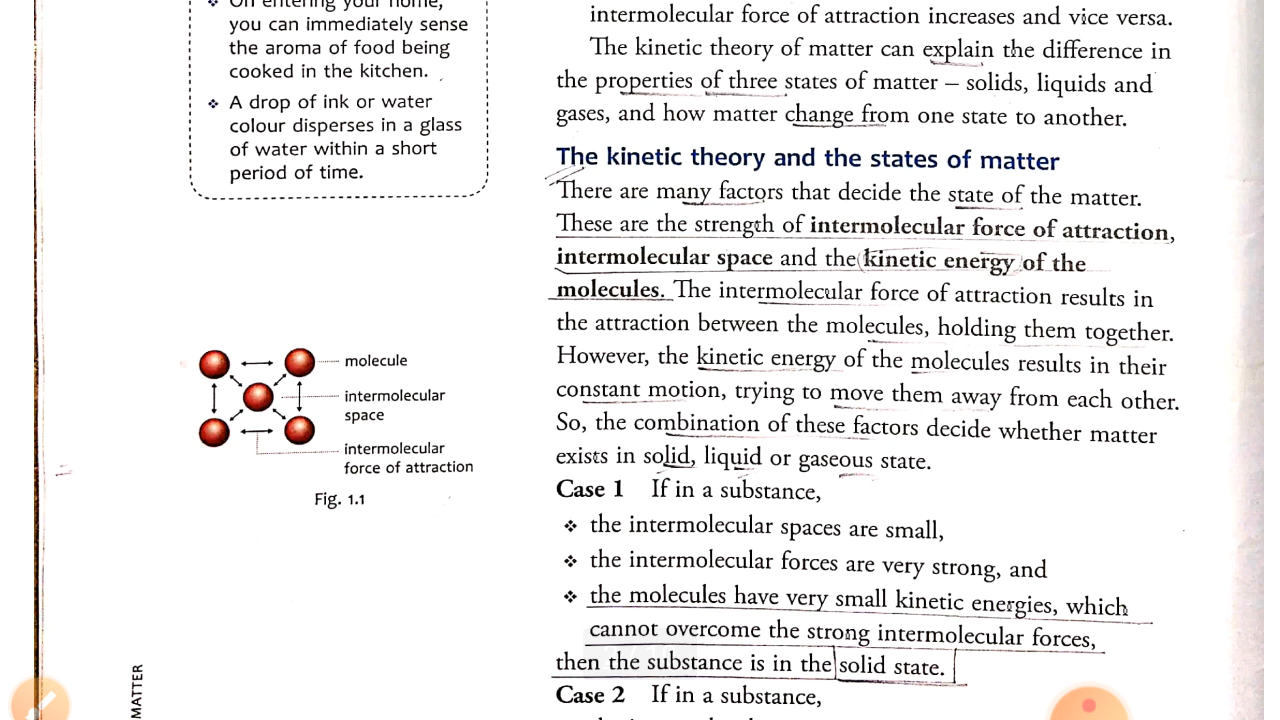 On entering your home,
you can immediately sense
the aroma of food being
cooked in the kitchen.
❖ A drop of ink or water
colour disperses in a glass
of water within a short
period of time.
molecule
intermolecular
space
intermolecular
force of attraction
Fig. 1.1
MATTER
intermolecular force of attraction increases and vice versa.
The kinetic theory of matter can explain the difference in
the properties of three states of matter – solids, liquids and
gases, and how matter change from one state to another.
The kinetic theory and the states of matter
There are many factors that decide the state of the matter.
These are the strength of intermolecular force of attraction,
intermolecular space and the kinetic energy of the
molecules. The intermolecular force of attraction results in
the attraction between the molecules, holding them together.
However, the kinetic energy of the molecules results in their
constant motion, trying to move them away from each other.
So, the combination of these factors decide whether matter
exists in solid, liquid or gaseous state.
Case 1 If in a substance,
❖ the intermolecular spaces are small,
❖ the intermolecular forces are very strong, and
❖ the molecules have very small kinetic energies, which
cannot overcome the strong intermolecular forces,
then the substance is in the solid state.
Case 2 If in a substance,